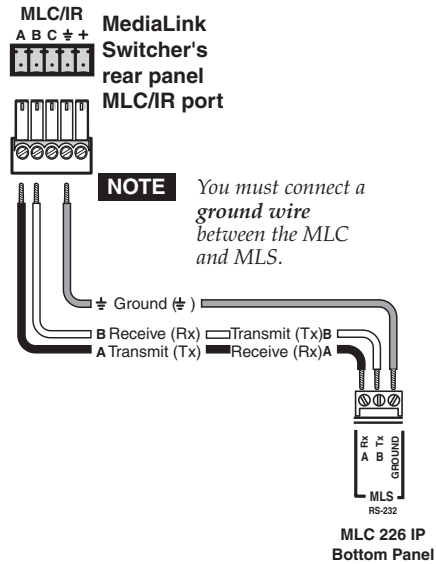 MLC/IR
A B C ⏚ +
MediaLink
Switcher's
rear panel
MLC/IR port
NOTE
You must connect a
ground wire
between the MLC
and MLS.
⏚ Ground (⏚)
B Receive (Rx) Transmit (Tx) B
A Transmit (Tx) Receive (Rx) A
Rx Tx GROUND
A B
MLS
RS-232
MLC 226 IP
Bottom Panel